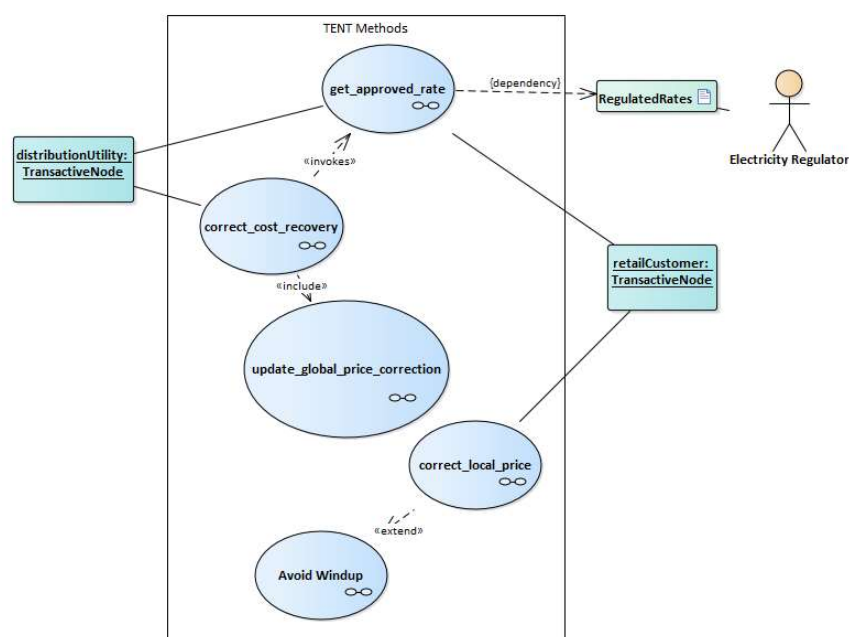 TENT Methods
get_approved_rate
{dependency}
RegulatedRates
Electricity Regulator
distributionUtility:
TransactiveNode
«invokes»
correct_cost_recovery
«include»
retailCustomer:
TransactiveNode
update_global_price_correction
correct_local_price
«extend»
Avoid Windup